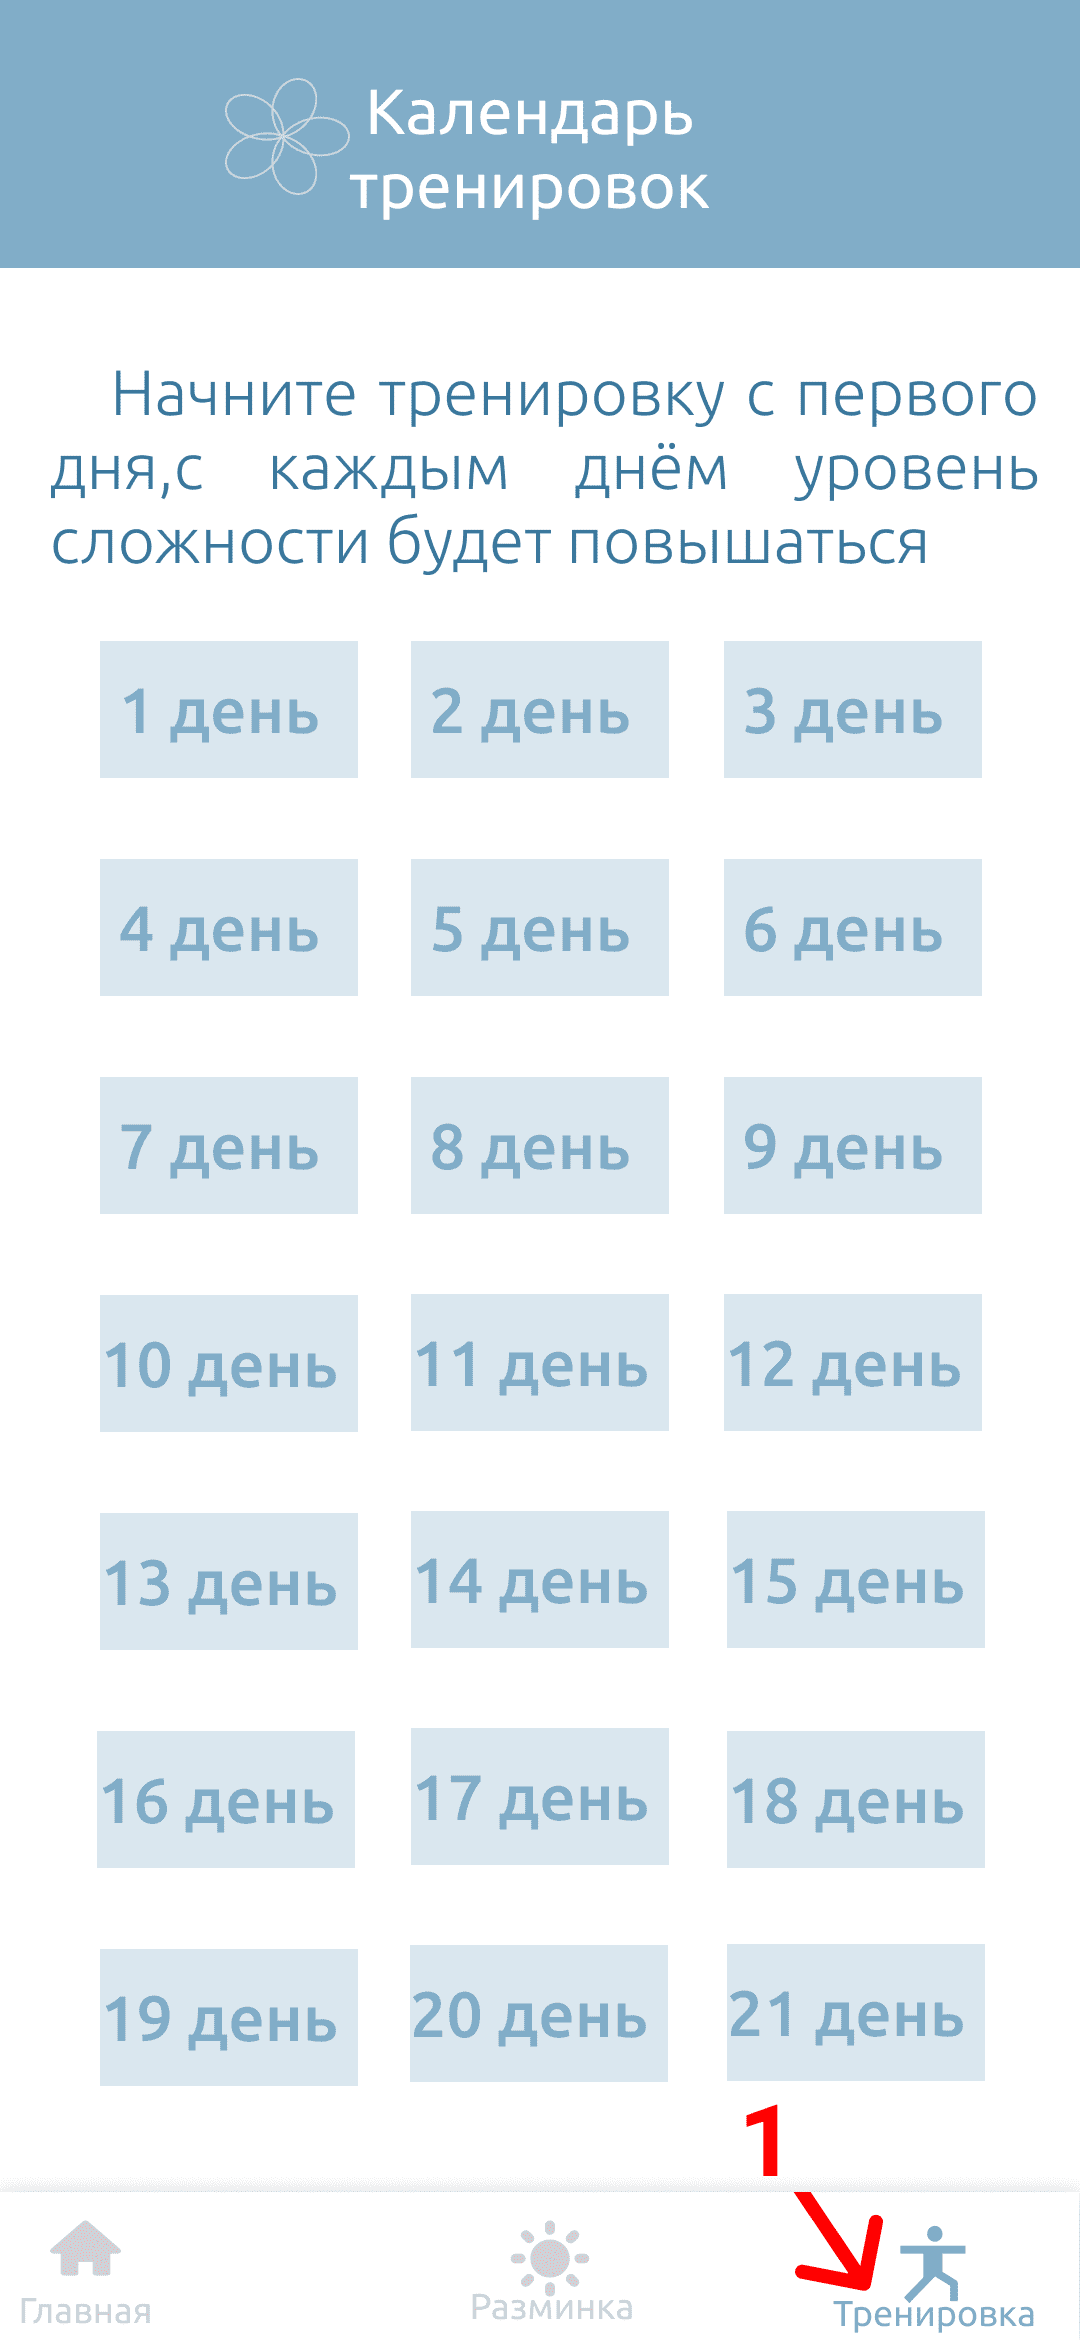 Календарь
тренировок
Начните тренировку с первого
дня,с каждым днём уровень
сложности будет повышаться
1 день 2 день 3 день
4 день 5 день 6 день
7 день 8 день 9 день
10 день 11 день 12 день
13 день 14 день 15 день
16 день 17 день 18 день
19 день 20 день 21 день
1
Главная Разминка Тренировка